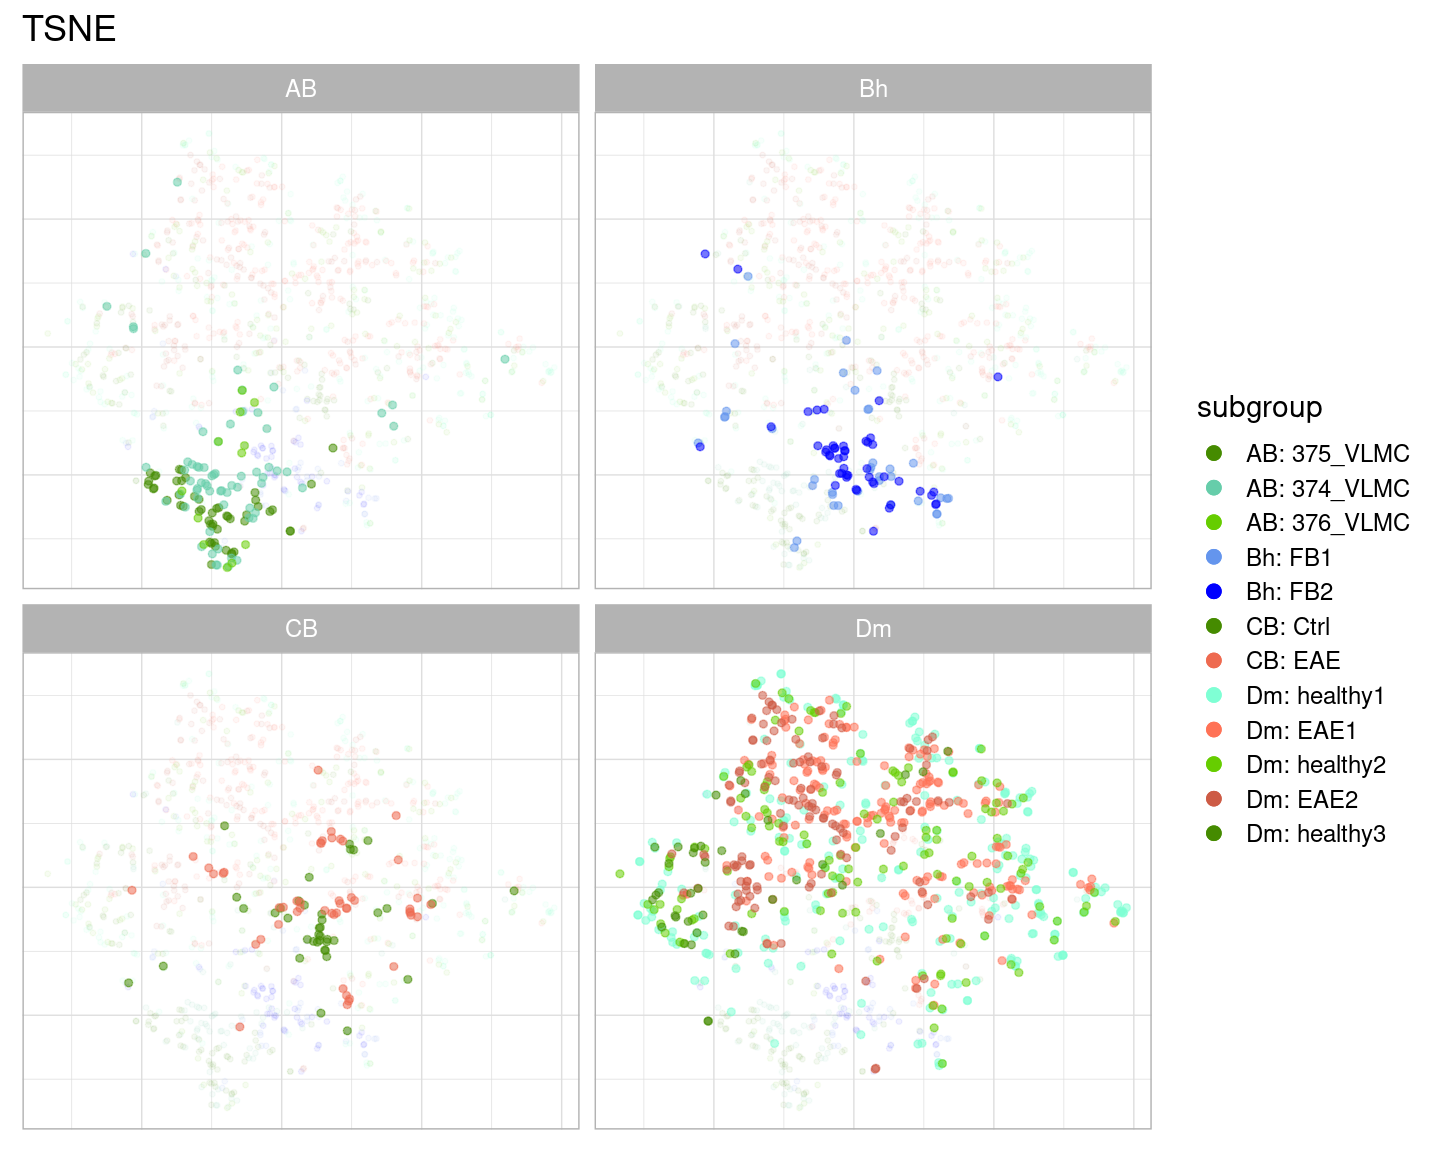 TSNE
AB
Bh
CB
Dm
subgroup
AB: 375_VLMC
AB: 374_VLMC
AB: 376_VLMC
Bh: FB1
Bh: FB2
CB: Ctrl
CB: EAE
Dm: healthy1
Dm: EAE1
Dm: healthy2
Dm: EAE2
Dm: healthy3